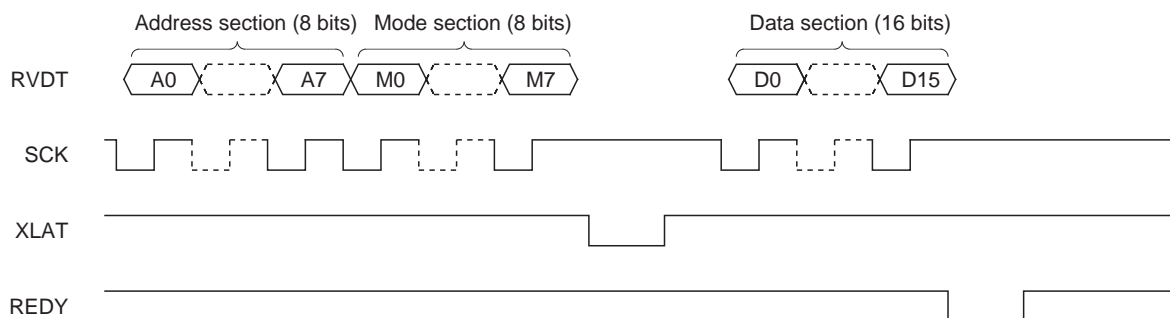 Address section (8 bits) Mode section (8 bits) Data section (16 bits)
RVDT A0 A7 M0 M7 D0 D15
SCK
XLAT
REDY